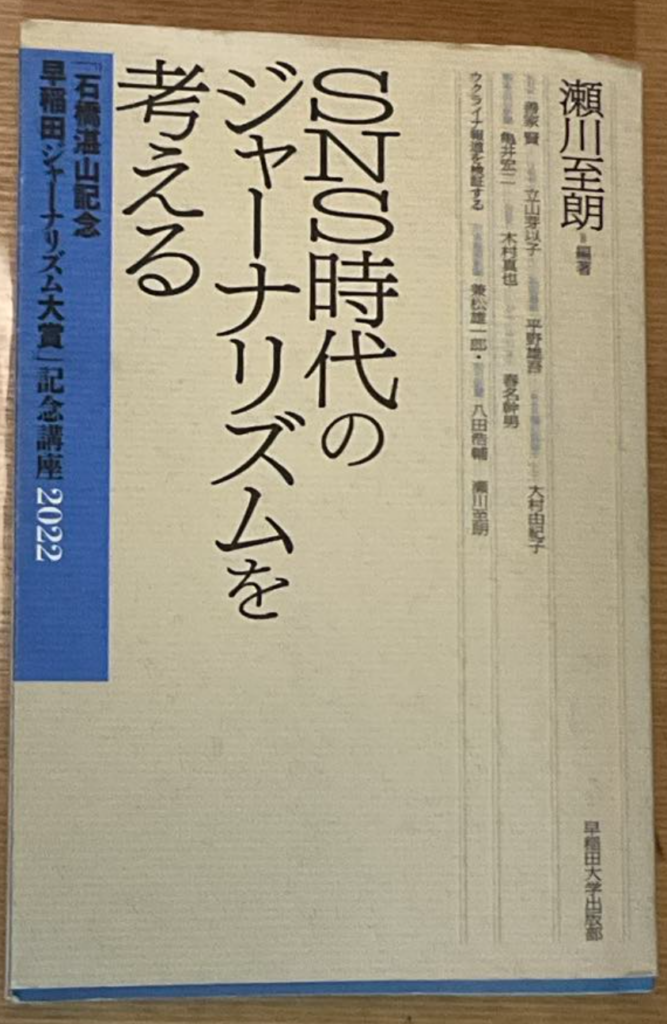 瀬川至朗=編著
善家 賢
立山芽以子
平野雄吾
大村由紀子
亀井宏二
木村真也
春名幹男
ウクライナ報道を検証する
兼松雄一郎・
八田浩輔
瀬川至朗
SNS時代の
ジャーナリズムを
考える
「石橋湛山記念
早稲田ジャーナリズム大賞」記念講座 2022
早稲田大学出版部